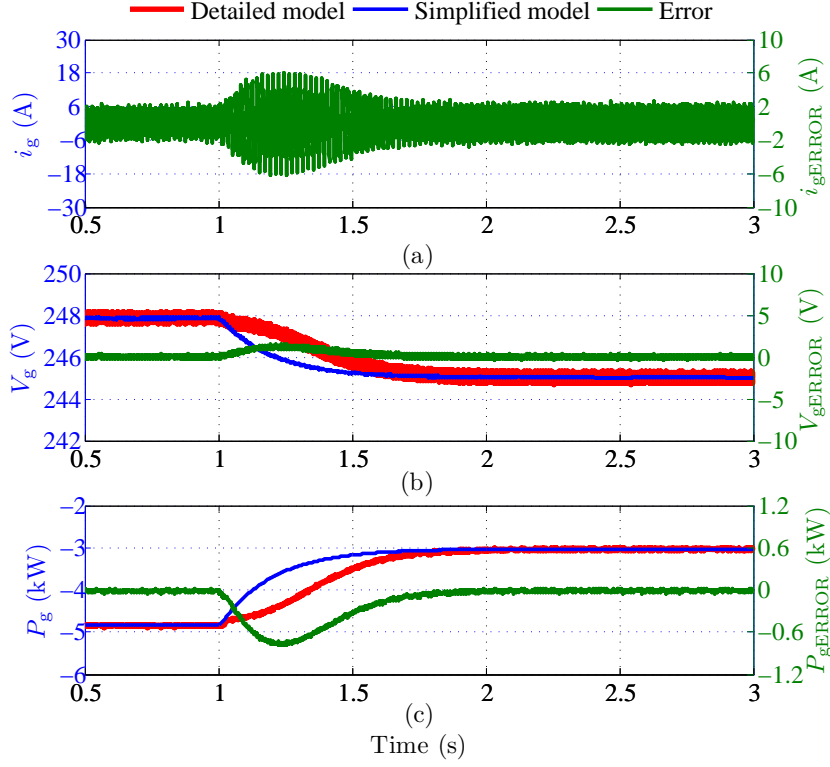 Detailed model Simplified model Error
30 18 6 −6 −18 −30
i_g (A)
10 6 2 −2 −6 −10
i_gERROR (A)
0.5 1 1.5 2 2.5 3
(a)
250 248 246 244 242
V_g (V)
10 5 0 −5 −10
V_gERROR (V)
0.5 1 1.5 2 2.5 3
(b)
−2 −3 −4 −5 −6
P_g (kW)
1.2 0.6 0 −0.6 −1.2
P_gERROR (kW)
0.5 1 1.5 2 2.5 3
(c)
Time (s)